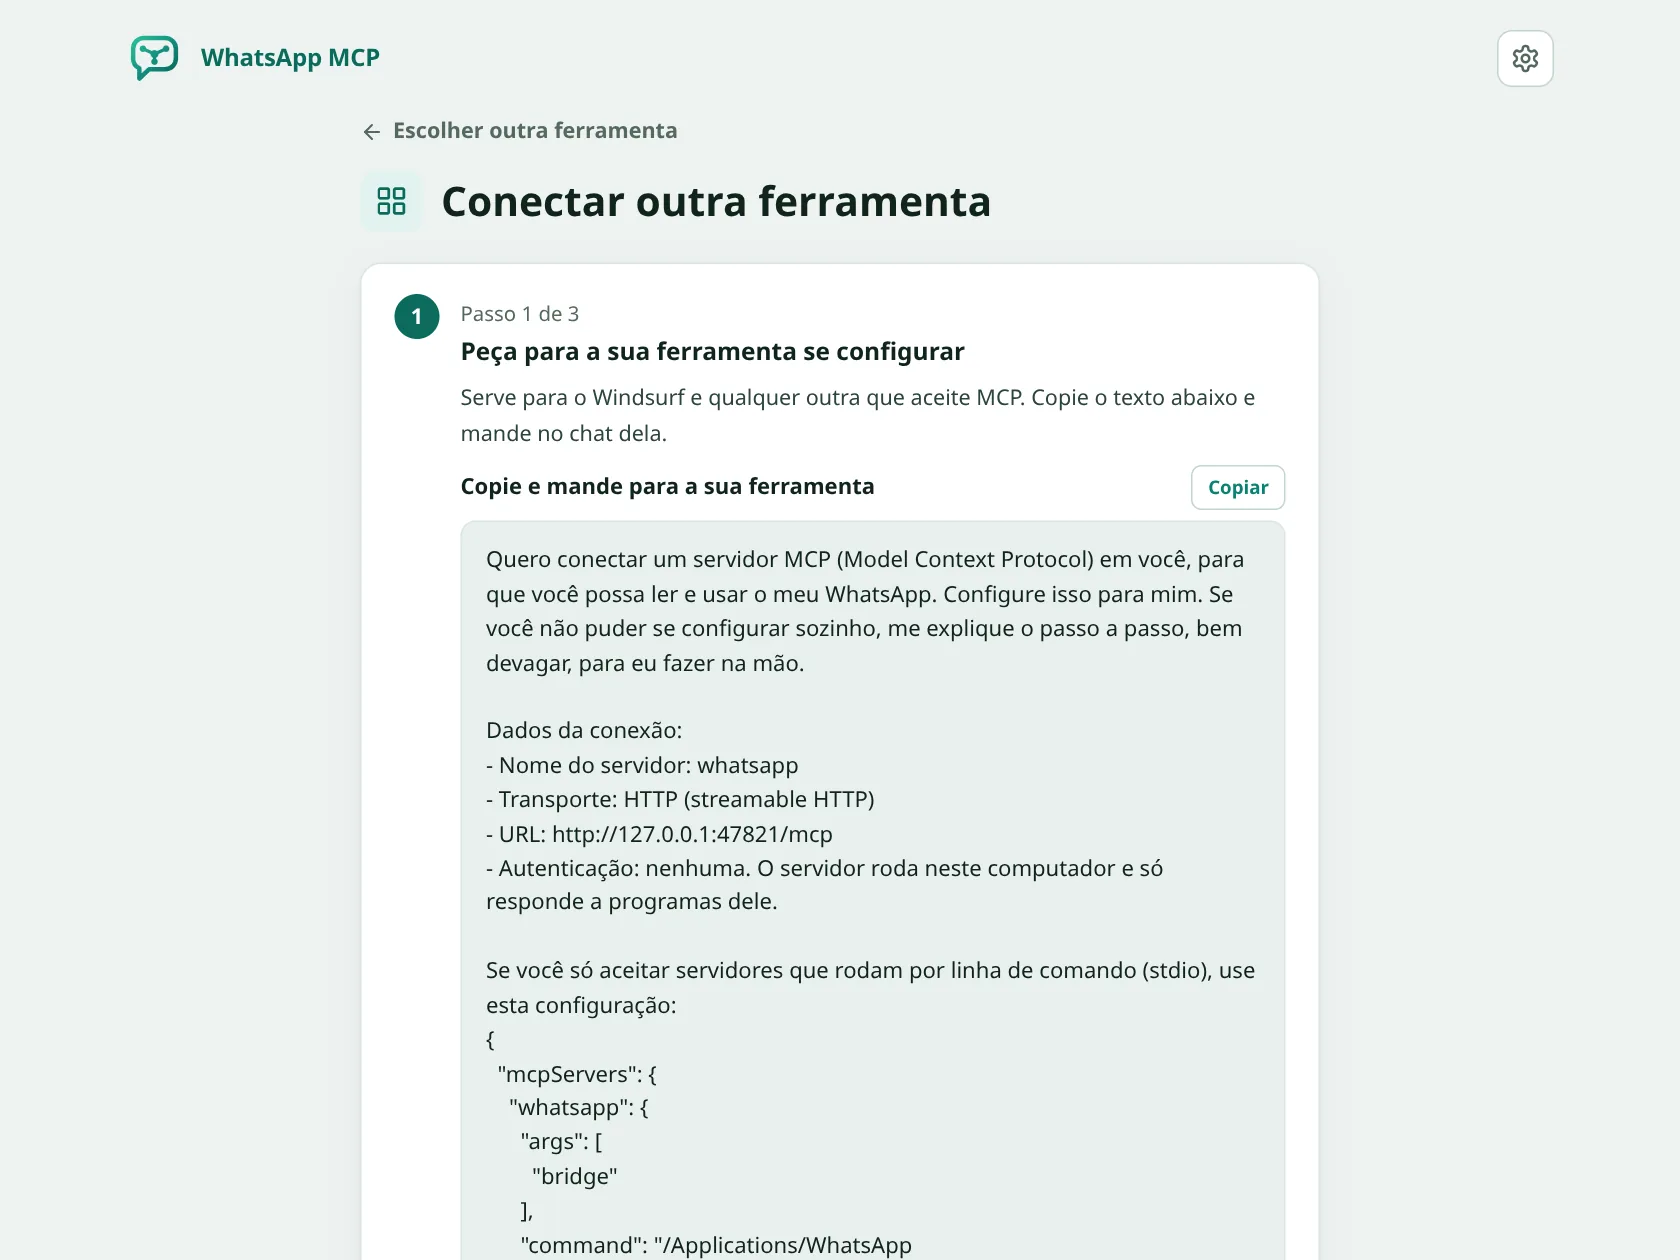 WhatsApp MCP
Escolher outra ferramenta
Conectar outra ferramenta
1
Passo 1 de 3
Peça para a sua ferramenta se configurar
Serve para o Windsurf e qualquer outra que aceite MCP. Copie o texto abaixo e
mande no chat dela.
Copie e mande para a sua ferramenta
Copiar
Quero conectar um servidor MCP (Model Context Protocol) em você, para
que você possa ler e usar o meu WhatsApp. Configure isso para mim. Se
você não puder se configurar sozinho, me explique o passo a passo, bem
devagar, para eu fazer na mão.
Dados da conexão:
- Nome do servidor: whatsapp
- Transporte: HTTP (streamable HTTP)
- URL: http://127.0.0.1:47821/mcp
- Autenticação: nenhuma. O servidor roda neste computador e só
responde a programas dele.
Se você só aceitar servidores que rodam por linha de comando (stdio), use
esta configuração:
{
"mcpServers": {
"whatsapp": {
"args": [
"bridge"
],
"command": "/Applications/WhatsApp